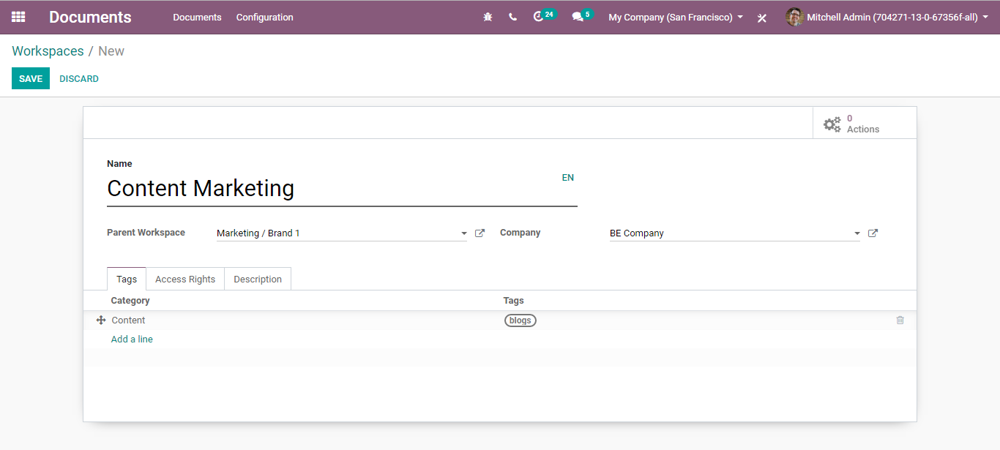 Documents Documents Configuration 24 5 My Company (San Francisco) Mitchell Admin (704271-13-0-67356f-all)
Workspaces / New
SAVE DISCARD
0
Actions
Name
Content Marketing EN
Parent Workspace Marketing / Brand 1 Company BE Company
Tags Access Rights Description
Category Tags
Content blogs
Add a line